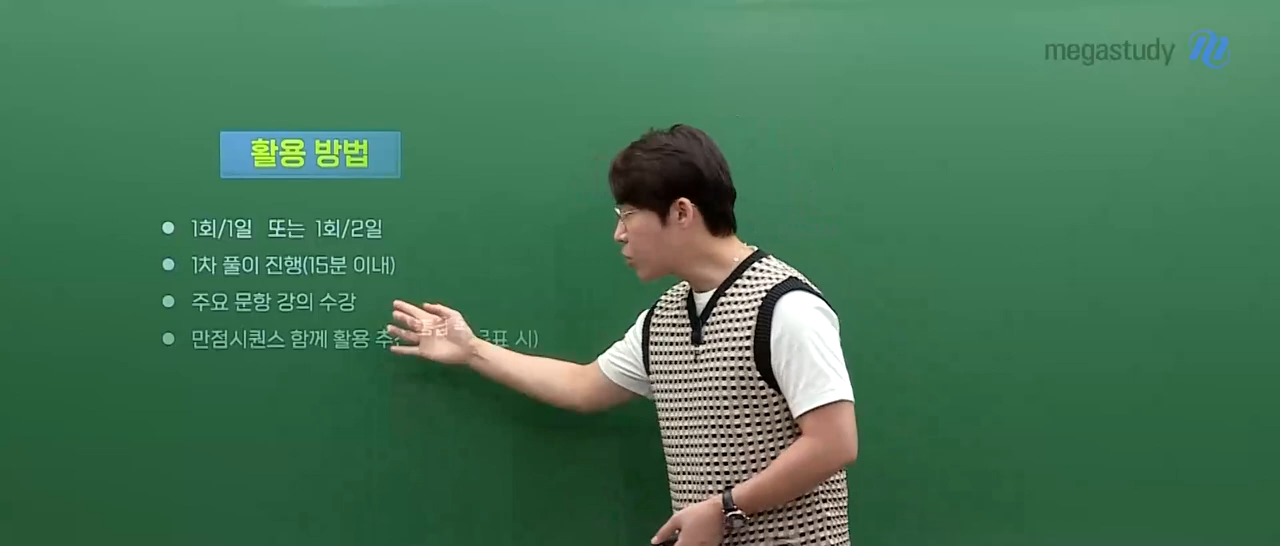 megastudy
활용 방법
1회/1일 또는 1회/2일
1차 풀이 진행(15분 이내)
주요 문항 강의 수강
만점시퀀스 함께 활용 시)